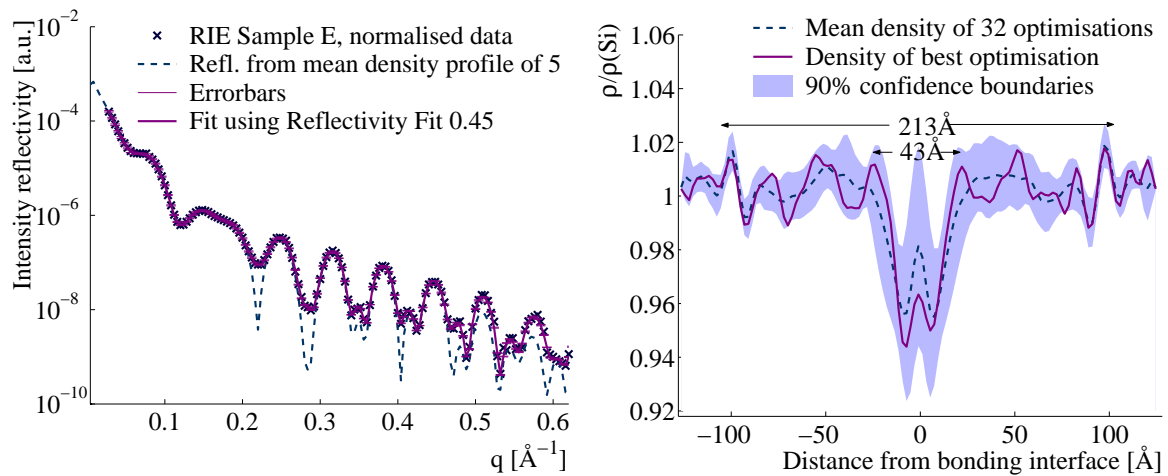 Intensity reflectivity [a.u.]
10⁻²
10⁻⁴
10⁻⁶
10⁻⁸
10⁻¹⁰
RIE Sample E, normalised data
Refl. from mean density profile of 5
Errorbars
Fit using Reflectivity Fit 0.45
0.1
0.2
0.3
0.4
0.5
0.6
q [Å⁻¹]
ρ/ρ(Si)
1.06
1.04
1.02
1
0.98
0.96
0.94
0.92
Mean density of 32 optimisations
Density of best optimisation
90% confidence boundaries
213Å
43Å
−100
−50
0
50
100
Distance from bonding interface [Å]